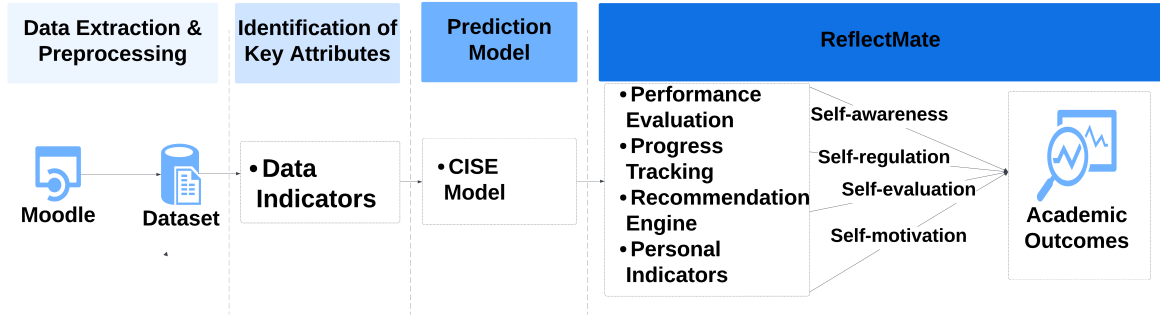 Data Extraction &
Preprocessing
Identification of
Key Attributes
Prediction
Model
ReflectMate
Moodle
Dataset
• Data
Indicators
• CISE
Model
• Performance
Evaluation
• Progress
Tracking
• Recommendation
Engine
• Personal
Indicators
Self-awareness
Self-regulation
Self-evaluation
Self-motivation
Academic
Outcomes